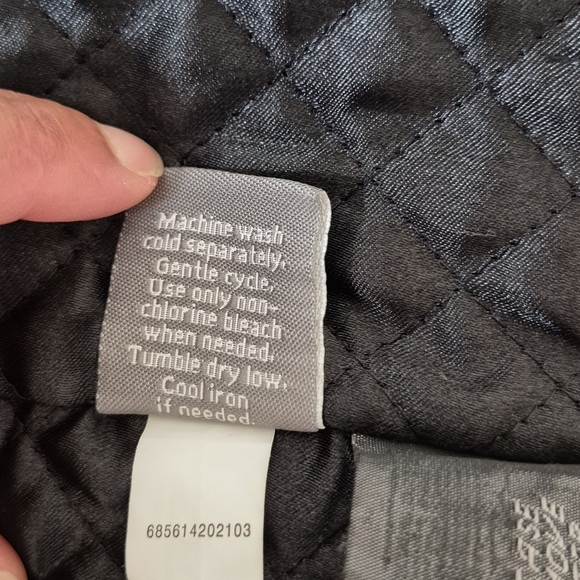 Machine wash
cold separately.
Gentle cycle.
Use only non-
chlorine bleach
when needed.
Tumble dry low.
Cool iron
if needed.
685614202103